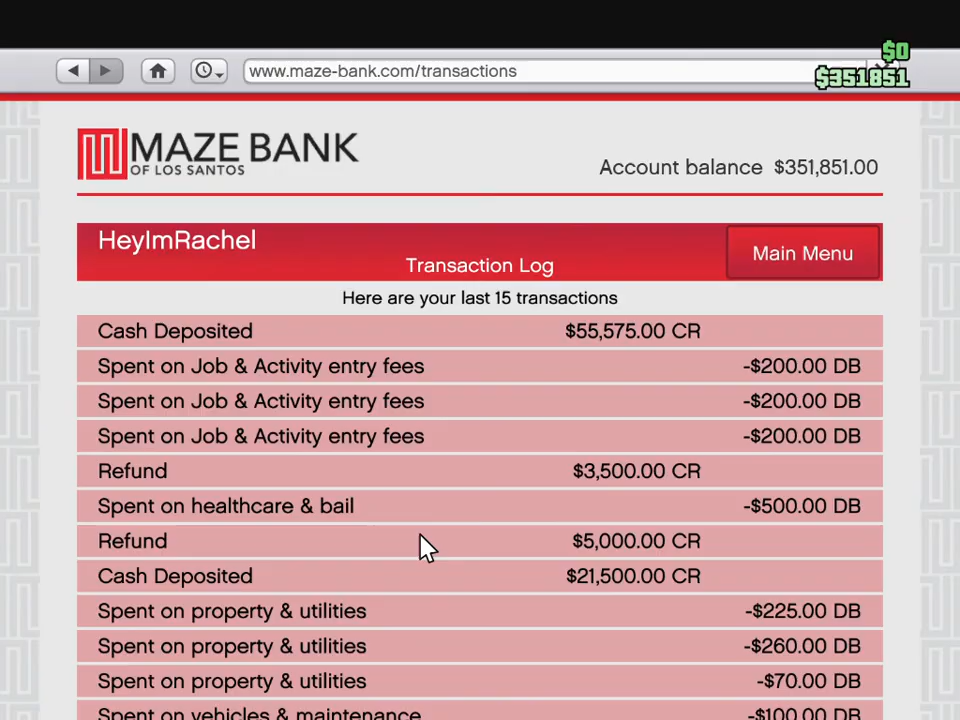 $0
$351851
www.maze-bank.com/transactions
MAZE BANK
OF LOS SANTOS
Account balance $351,851.00
HeyImRachel
Transaction Log
Main Menu
Here are your last 15 transactions
Cash Deposited $55,575.00 CR
Spent on Job & Activity entry fees -$200.00 DB
Spent on Job & Activity entry fees -$200.00 DB
Spent on Job & Activity entry fees -$200.00 DB
Refund $3,500.00 CR
Spent on healthcare & bail -$500.00 DB
Refund $5,000.00 CR
Cash Deposited $21,500.00 CR
Spent on property & utilities -$225.00 DB
Spent on property & utilities -$260.00 DB
Spent on property & utilities -$70.00 DB
Spent on vehicles & maintenance -$100.00 DB